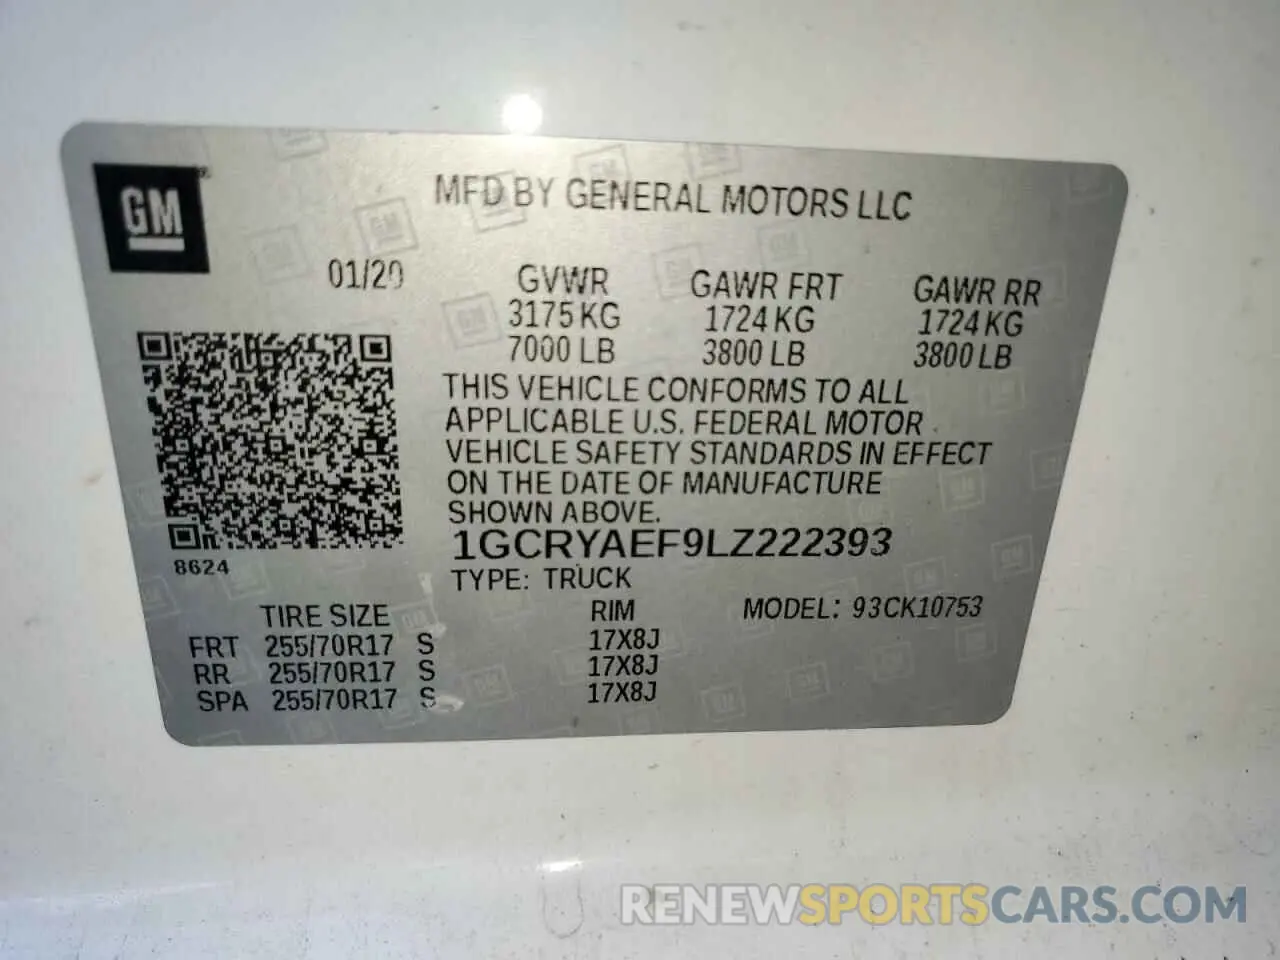 GM
MFD BY GENERAL MOTORS LLC
01/20 GVWR GAWR FRT GAWR RR
3175 KG 1724 KG 1724 KG
7000 LB 3800 LB 3800 LB
THIS VEHICLE CONFORMS TO ALL
APPLICABLE U.S. FEDERAL MOTOR
VEHICLE SAFETY STANDARDS IN EFFECT
ON THE DATE OF MANUFACTURE
SHOWN ABOVE.
1GCRYAEF9LZ222393
8624
TYPE: TRUCK
TIRE SIZE RIM MODEL: 93CK10753
FRT 255/70R17 S 17X8J
RR 255/70R17 S 17X8J
SPA 255/70R17 S 17X8J
RENEWSPORTSCARS.COM